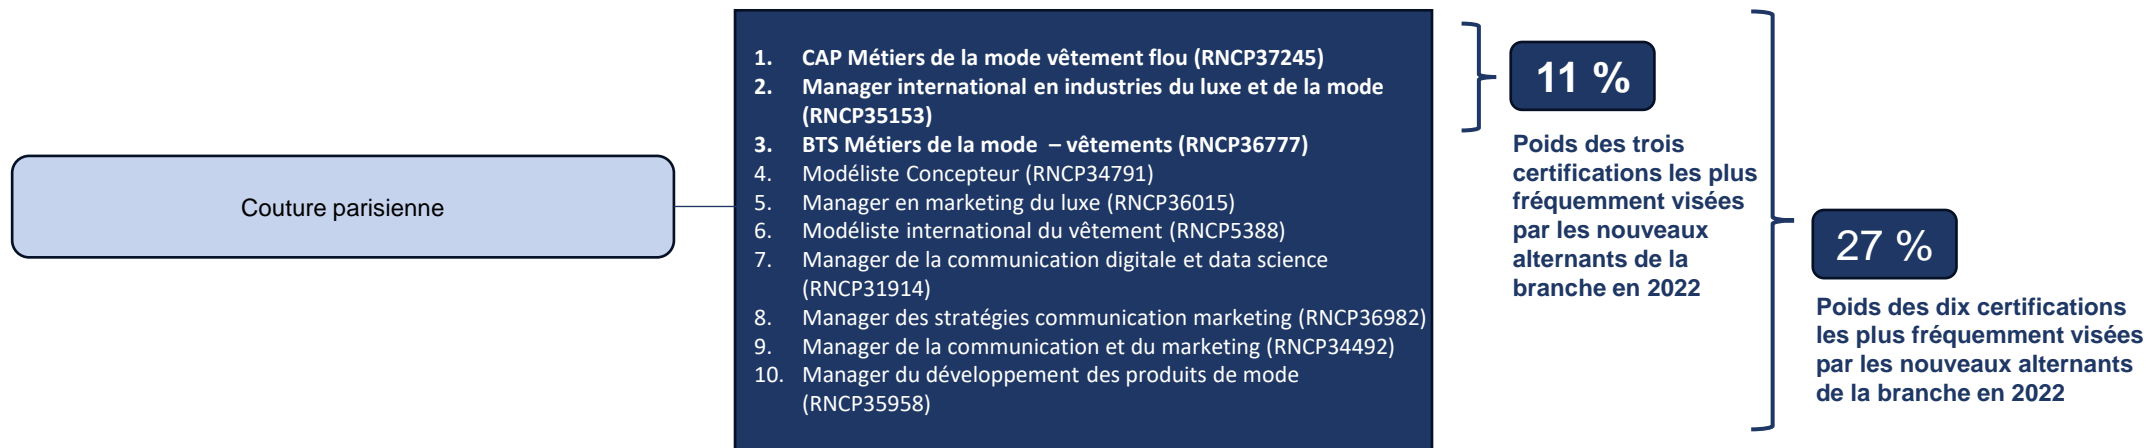 Couture parisienne
1. CAP Métiers de la mode vêtement flou (RNCP37245)
2. Manager international en industries du luxe et de la mode
(RNCP35153)
3. BTS Métiers de la mode – vêtements (RNCP36777)
4. Modéliste Concepteur (RNCP34791)
5. Manager en marketing du luxe (RNCP36015)
6. Modéliste international du vêtement (RNCP5388)
7. Manager de la communication digitale et data science
(RNCP31914)
8. Manager des stratégies communication marketing (RNCP36982)
9. Manager de la communication et du marketing (RNCP34492)
10. Manager du développement des produits de mode
(RNCP35958)
11 %
Poids des trois
certifications les plus
fréquemment visées
par les nouveaux
alternants de la
branche en 2022
27 %
Poids des dix certifications
les plus fréquemment visées
par les nouveaux alternants
de la branche en 2022